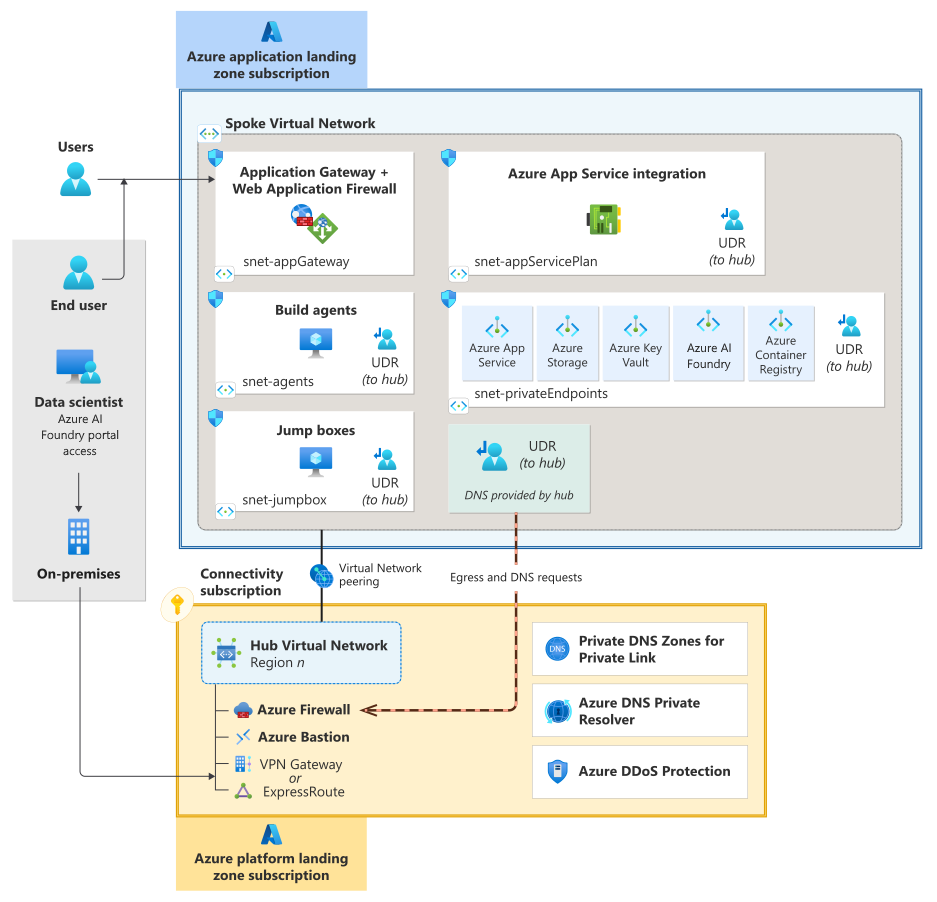 Azure application landing
zone subscription
Spoke Virtual Network
Users
End user
Data scientist
Azure AI
Foundry portal
access
On-premises
Application Gateway +
Web Application Firewall
snet-appGateway
Azure App Service integration
UDR
(to hub)
snet-appServicePlan
Build agents
UDR
(to hub)
snet-agents
Azure App
Service
Azure
Storage
Azure Key
Vault
Azure AI
Foundry
Azure
Container
Registry
UDR
(to hub)
snet-privateEndpoints
Jump boxes
UDR
(to hub)
snet-jumpbox
UDR
(to hub)
DNS provided by hub
Virtual Network
peering
Egress and DNS requests
Connectivity
subscription
Hub Virtual Network
Region n
Azure Firewall
Azure Bastion
VPN Gateway
or
ExpressRoute
DNS
Private DNS Zones for
Private Link
Azure DNS Private
Resolver
Azure DDoS Protection
Azure platform landing
zone subscription